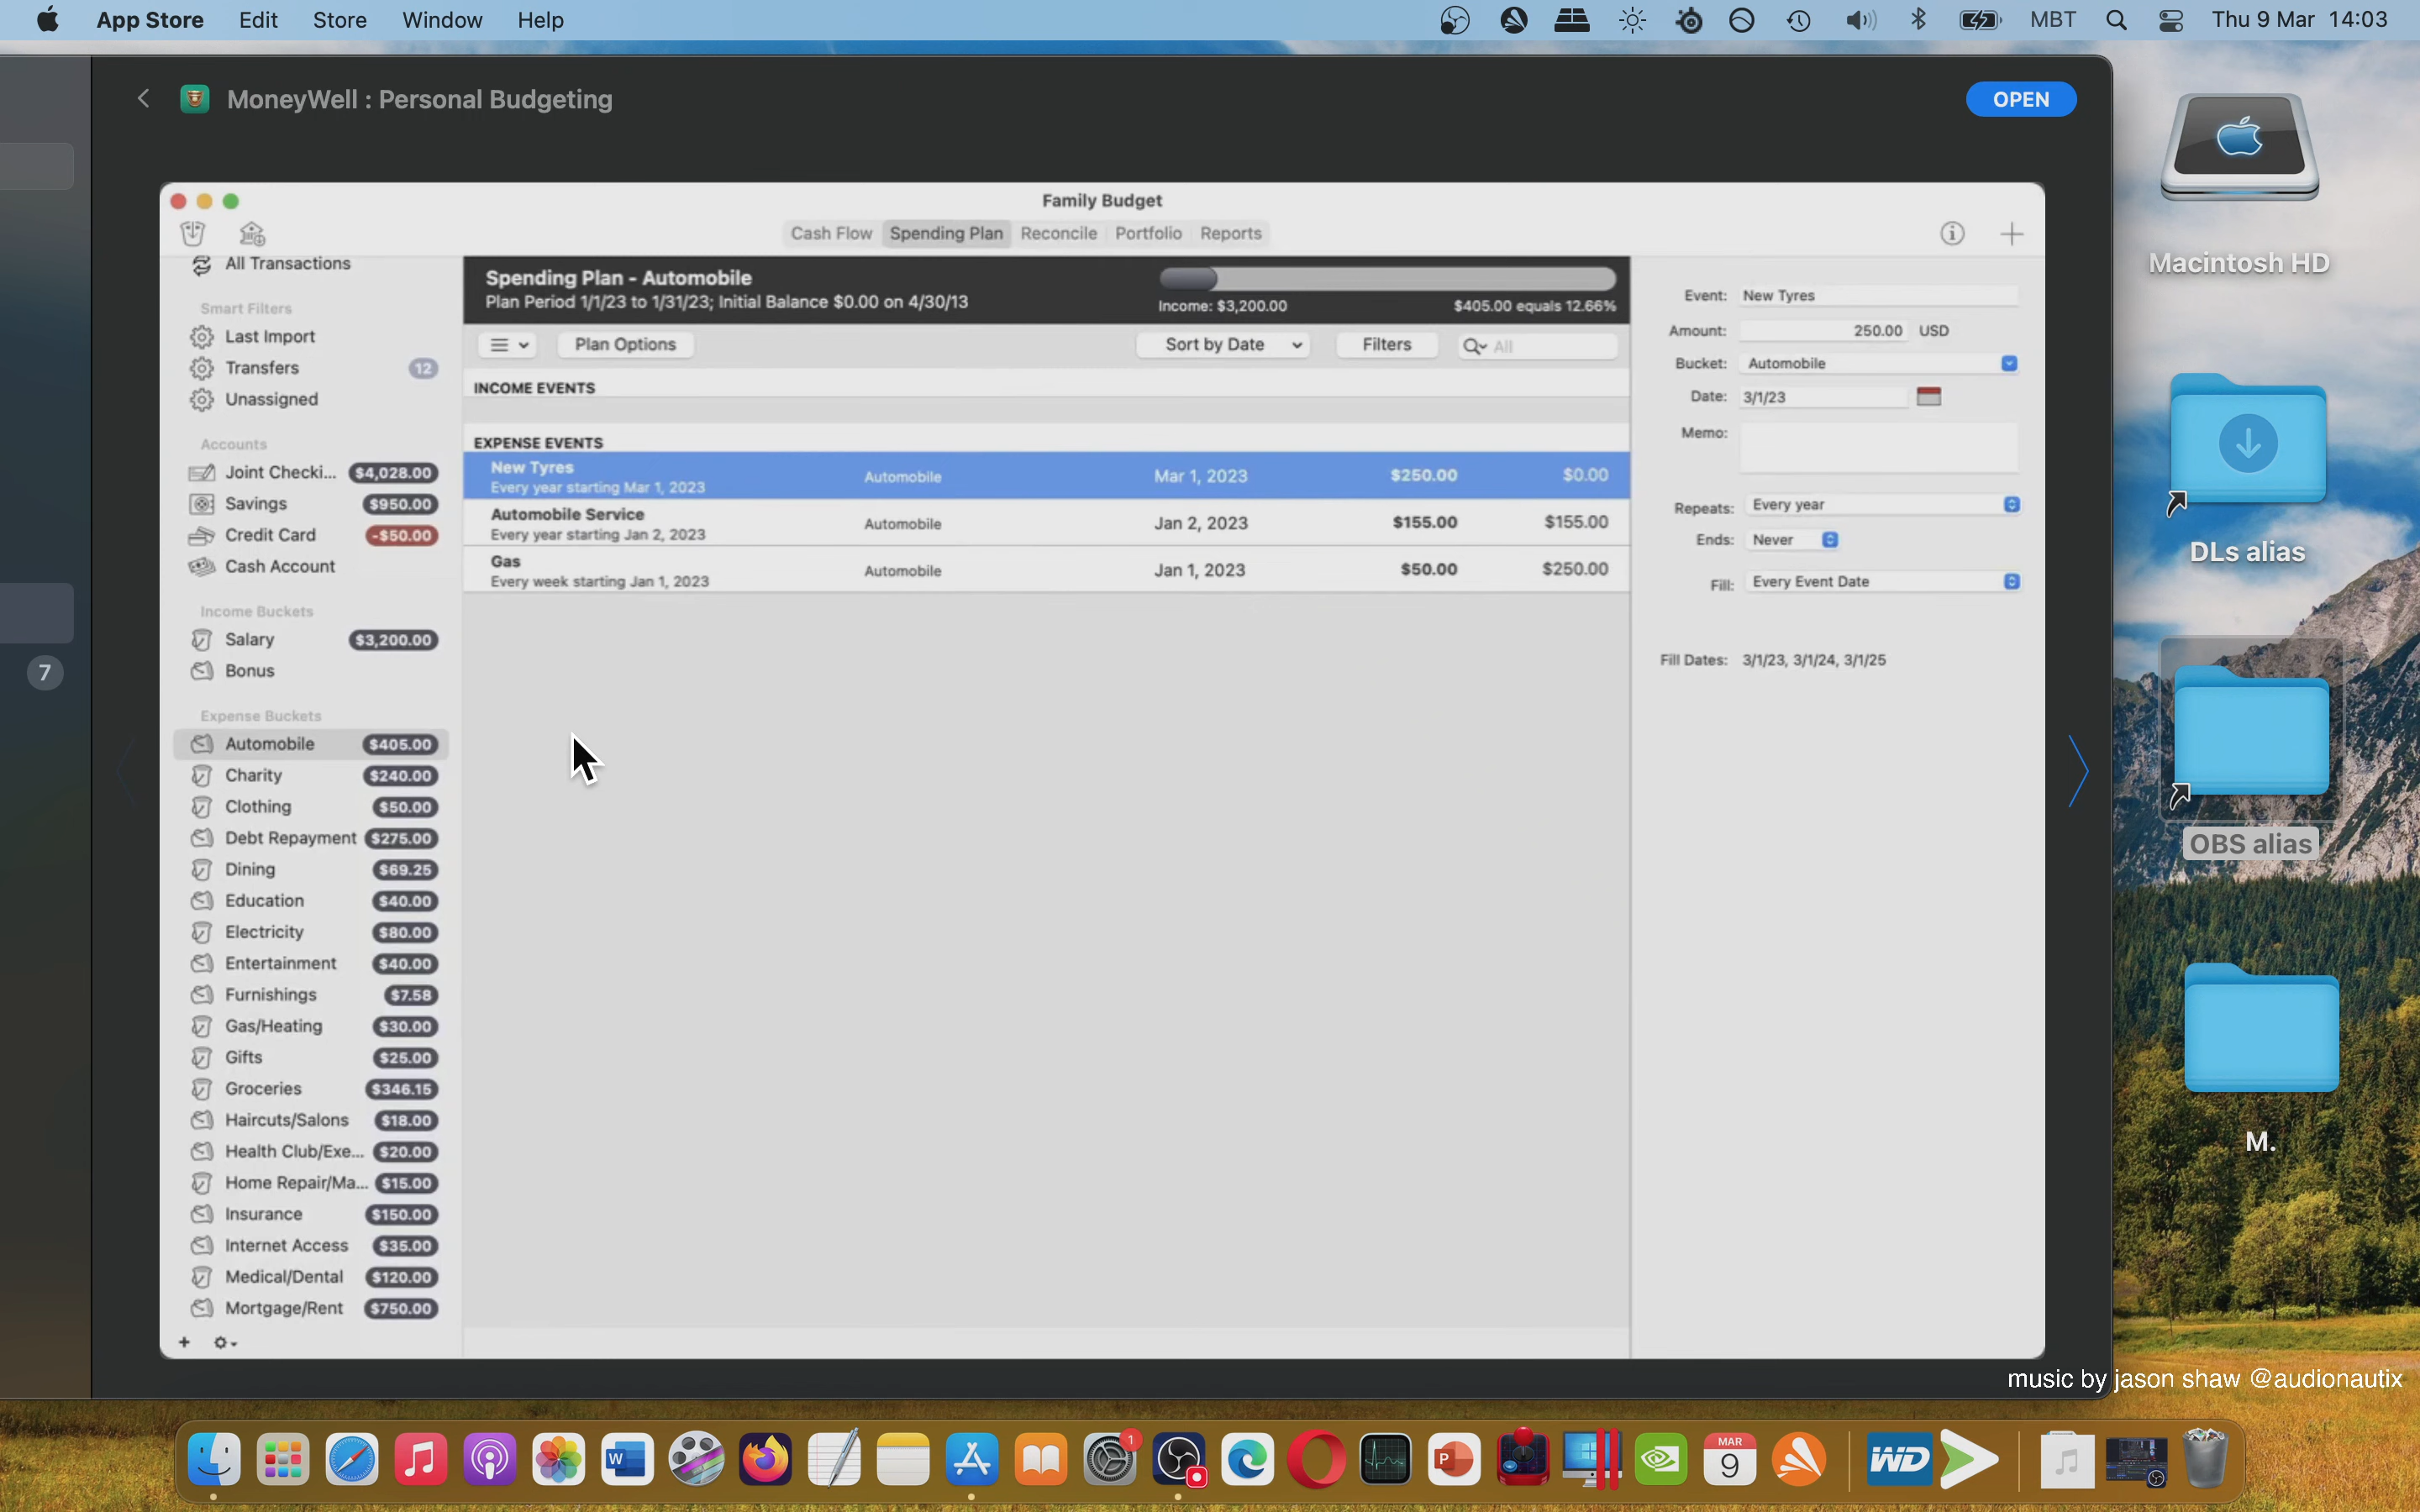 App Store Edit Store Window Help MBT Thu 9 Mar 14:03
MoneyWell : Personal Budgeting OPEN
Family Budget
Cash Flow Spending Plan Reconcile Portfolio Reports
All Transactions
Smart Filters
Last Import
Transfers 12
Unassigned
Accounts
Joint Checki... $4,028.00
Savings $950.00
Credit Card -$50.00
Cash Account
Income Buckets
Salary $3,200.00
Bonus
Expense Buckets
Automobile $405.00
Charity $240.00
Clothing $50.00
Debt Repayment $275.00
Dining $69.25
Education $40.00
Electricity $80.00
Entertainment $40.00
Furnishings $7.58
Gas/Heating $30.00
Gifts $25.00
Groceries $346.15
Haircuts/Salons $18.00
Health Club/Exe... $20.00
Home Repair/Ma... $15.00
Insurance $150.00
Internet Access $35.00
Medical/Dental $120.00
Mortgage/Rent $750.00
7
Spending Plan - Automobile
Plan Period 1/1/23 to 1/31/23; Initial Balance $0.00 on 4/30/13
Income: $3,200.00 $405.00 equals 12.66%
Plan Options Sort by Date Filters All
INCOME EVENTS
EXPENSE EVENTS
New Tyres
Every year starting Mar 1, 2023 Automobile Mar 1, 2023 $250.00 $0.00
Automobile Service
Every year starting Jan 2, 2023 Automobile Jan 2, 2023 $155.00 $155.00
Gas
Every week starting Jan 1, 2023 Automobile Jan 1, 2023 $50.00 $250.00
Event: New Tyres
Amount: 250.00 USD
Bucket: Automobile
Date: 3/1/23
Memo:
Repeats: Every year
Ends: Never
Fill: Every Event Date
Fill Dates: 3/1/23, 3/1/24, 3/1/25
Macintosh HD
DLs alias
OBS alias
M.
music by jason shaw @audionautix
W
1
P
MAR
9
WD